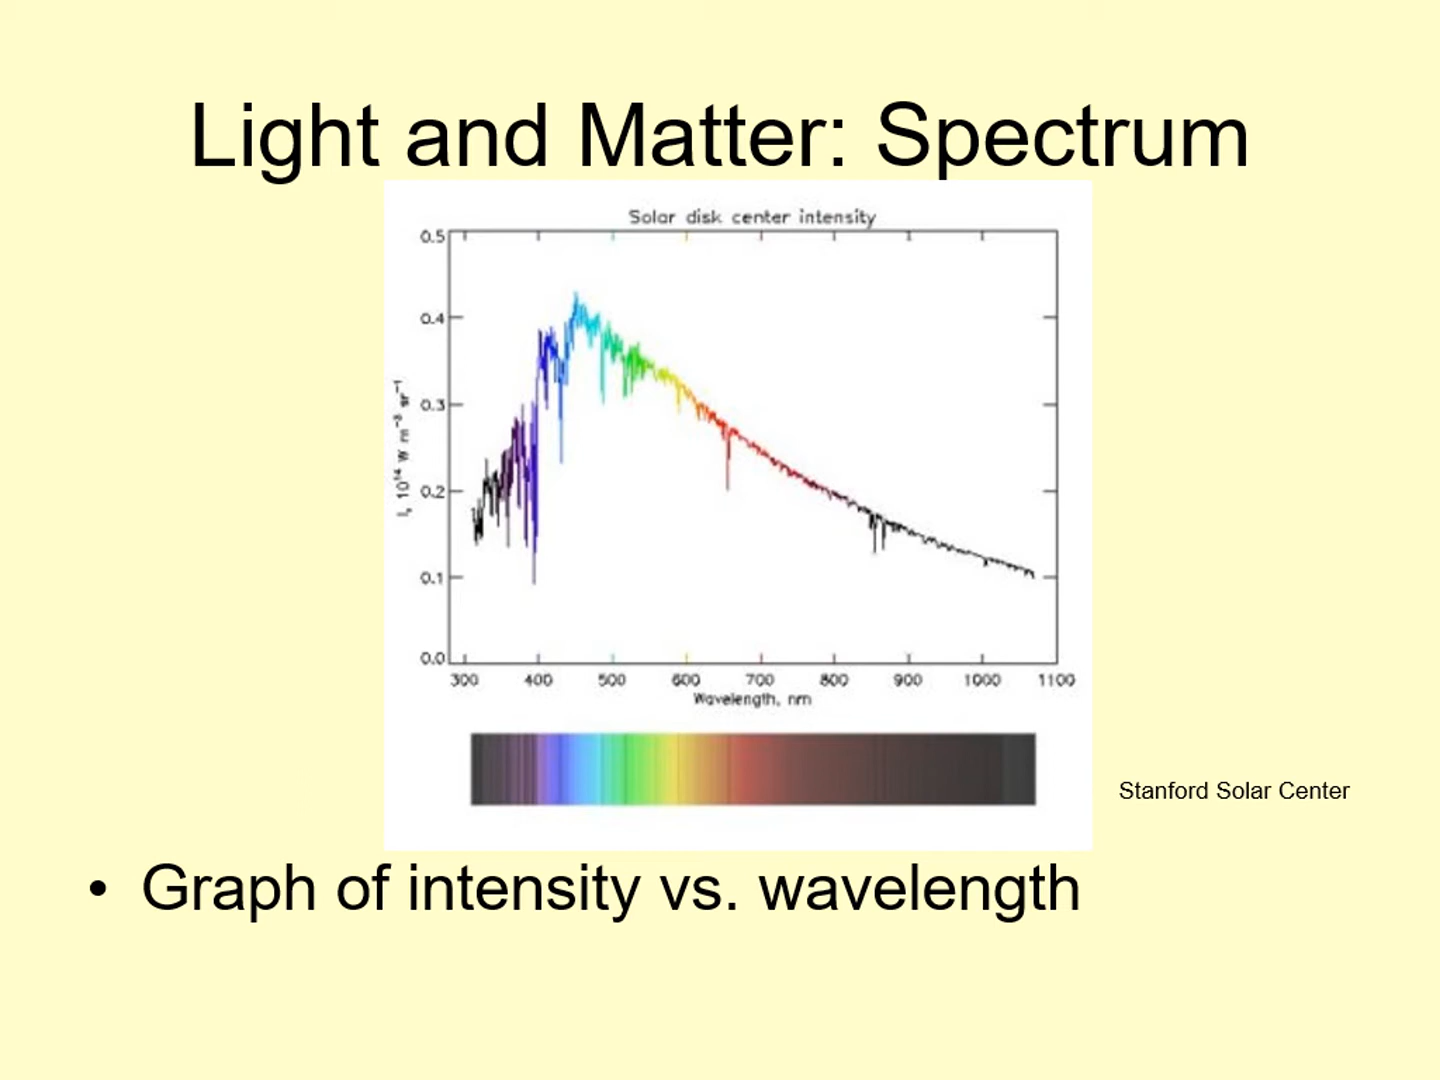 Light and Matter: Spectrum
Solar disk center intensity
0.5
0.4
0.3
0.2
0.1
0.0
I, 10¹⁴ W m⁻³ sr⁻¹
300 400 500 600 700 800 900 1000 1100
Wavelength, nm
Stanford Solar Center
• Graph of intensity vs. wavelength